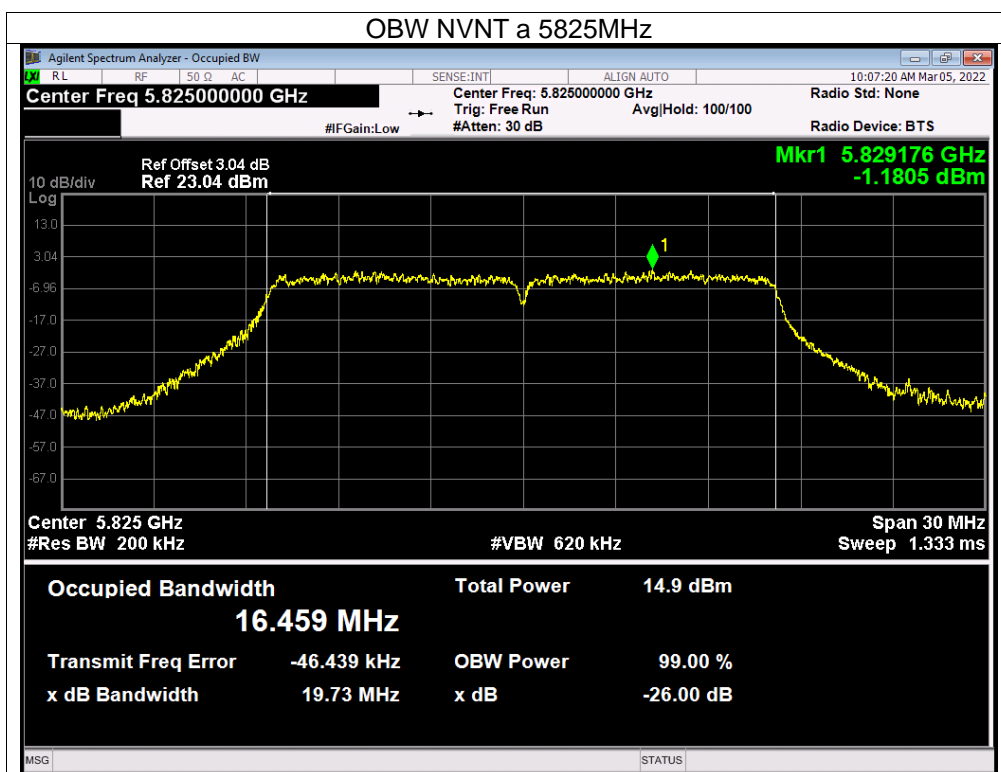 OBW NVNT a 5825MHz
Agilent Spectrum Analyzer - Occupied BW
LXI RL RF 50 Ω AC SENSE:INT ALIGN AUTO 10:07:20 AM Mar 05, 2022
Center Freq 5.825000000 GHz Center Freq: 5.825000000 GHz Radio Std: None
Trig: Free Run Avg|Hold: 100/100
#IFGain:Low #Atten: 30 dB Radio Device: BTS
Mkr1 5.829176 GHz
-1.1805 dBm
Ref Offset 3.04 dB
10 dB/div Ref 23.04 dBm
Log
13.0
3.04
-6.96
-17.0
-27.0
-37.0
-47.0
-57.0
-67.0
1
Center 5.825 GHz Span 30 MHz
#Res BW 200 kHz #VBW 620 kHz Sweep 1.333 ms
Occupied Bandwidth Total Power 14.9 dBm
16.459 MHz
Transmit Freq Error -46.439 kHz OBW Power 99.00 %
x dB Bandwidth 19.73 MHz x dB -26.00 dB
MSG STATUS